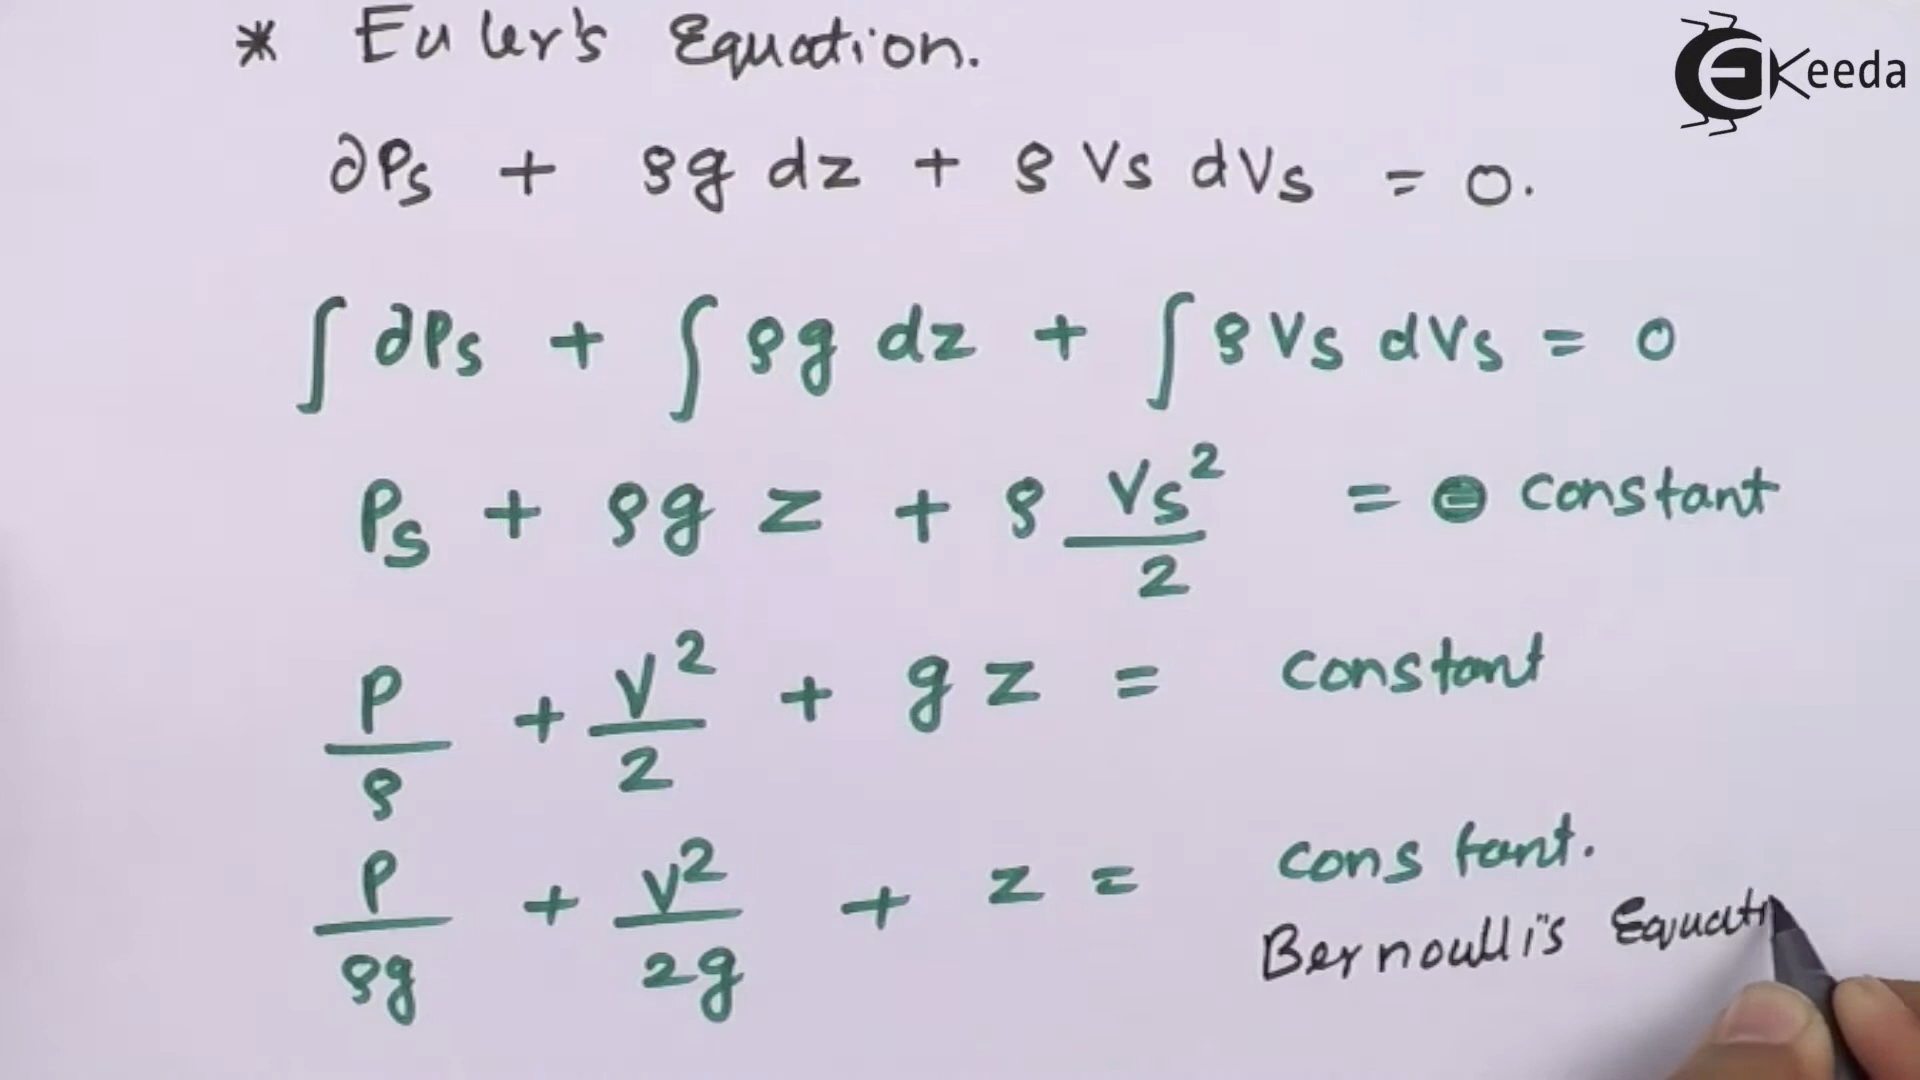 * Euler's Equation.
EKeeda
∂Ps + ρg dz + ρ Vs dVs = 0.
∫ ∂Ps + ∫ ρg dz + ∫ ρ Vs dVs = 0
Ps + ρg z + ρ Vs²/2 = constant
P/ρ + V²/2 + g z = constant
P/ρg + V²/2g + z = constant.
Bernoulli's Equati